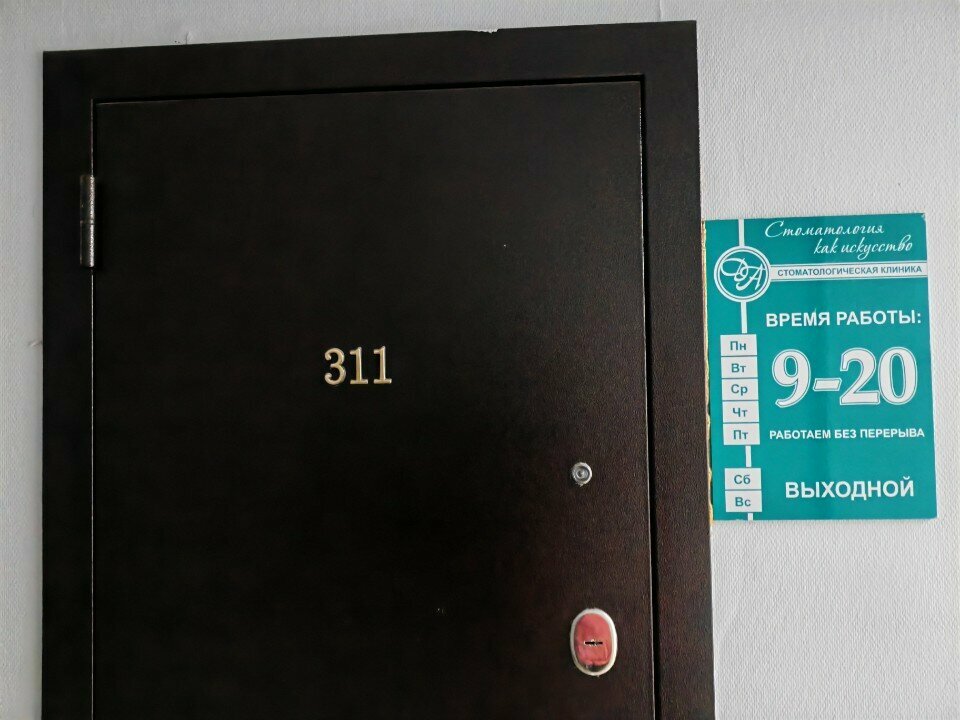 311
Стоматология
как искусство
ДА
СТОМАТОЛОГИЧЕСКАЯ КЛИНИКА
ВРЕМЯ РАБОТЫ:
Пн
Вт
Ср
Чт
Пт
9-20
РАБОТАЕМ БЕЗ ПЕРЕРЫВА
Сб
Вс
ВЫХОДНОЙ